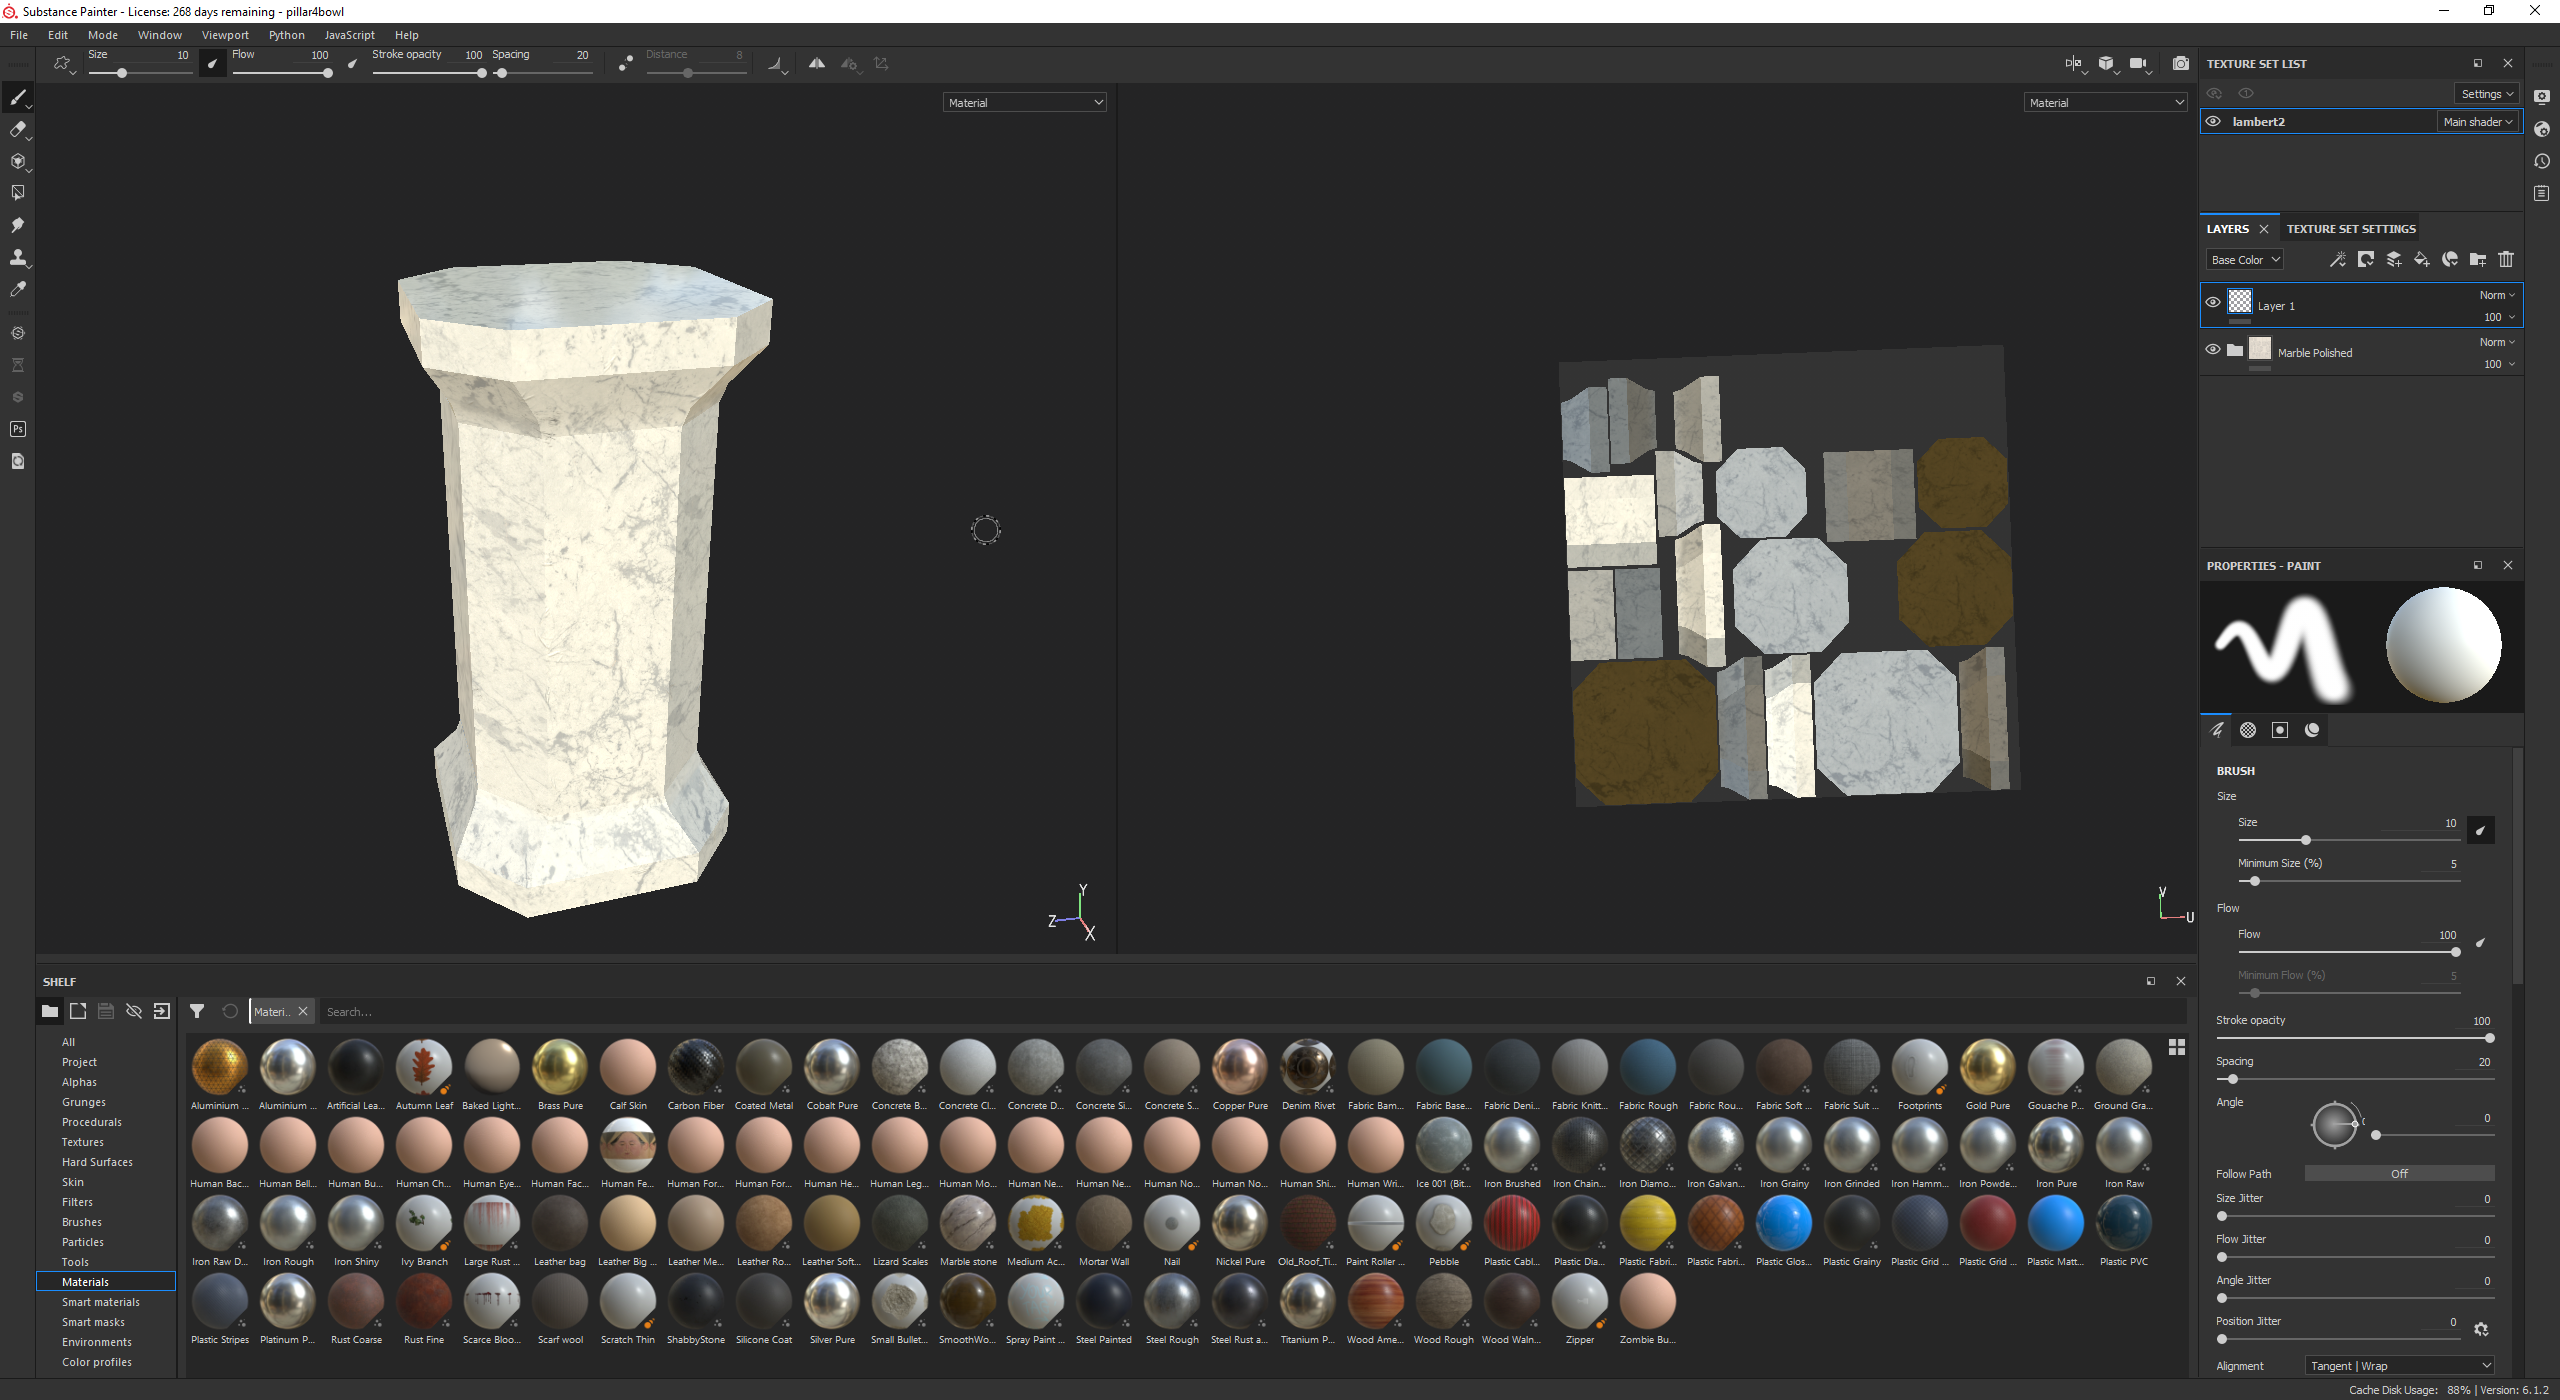 Substance Painter - License: 268 days remaining - pillar4bowl
File Edit Mode Window Viewport Python JavaScript Help
Size 10 Flow 100 Stroke opacity 100 Spacing 20 Distance 8
Material
Material
Y
Z
X
V
U
TEXTURE SET LIST
Settings
lambert2 Main shader
LAYERS TEXTURE SET SETTINGS
Base Color
Layer 1 Norm 100
Marble Polished Norm 100
PROPERTIES - PAINT
BRUSH
Size
Size 10
Minimum Size (%) 5
Flow
Flow 100
Minimum Flow (%) 5
Stroke opacity 100
Spacing 20
Angle 0
Follow Path Off
Size Jitter 0
Flow Jitter 0
Angle Jitter 0
Position Jitter 0
Alignment Tangent | Wrap
SHELF
Materi.. Search...
All
Project
Alphas
Grunges
Procedurals
Textures
Hard Surfaces
Skin
Filters
Brushes
Particles
Tools
Materials
Smart materials
Smart masks
Environments
Color profiles
Aluminium ... Aluminium ... Artificial Lea... Autumn Leaf Baked Light... Brass Pure Calf Skin Carbon Fiber Coated Metal Cobalt Pure Concrete B... Concrete Cl... Concrete D... Concrete Si... Concrete S... Copper Pure Denim Rivet Fabric Bam... Fabric Base... Fabric Deni... Fabric Knitt... Fabric Rough Fabric Rou... Fabric Soft ... Fabric Suit ... Footprints Gold Pure Gouache P... Ground Gra...
Human Bac... Human Bell... Human Bu... Human Ch... Human Eye... Human Fac... Human Fe... Human For... Human For... Human He... Human Leg... Human Mo... Human Ne... Human Ne... Human No... Human No... Human Shi... Human Wri... Ice 001 (Bit... Iron Brushed Iron Chain... Iron Diamo... Iron Galvan... Iron Grainy Iron Grinded Iron Hamm... Iron Powde... Iron Pure Iron Raw
Iron Raw D... Iron Rough Iron Shiny Ivy Branch Large Rust ... Leather bag Leather Big ... Leather Me... Leather Ro... Leather Soft... Lizard Scales Marble stone Medium Ac... Mortar Wall Nail Nickel Pure Old_Roof_Ti... Paint Roller ... Pebble Plastic Cabl... Plastic Dia... Plastic Fabri... Plastic Fabri... Plastic Glos... Plastic Grainy Plastic Grid ... Plastic Grid ... Plastic Matt... Plastic PVC
Plastic Stripes Platinum P... Rust Coarse Rust Fine Scarce Bloo... Scarf wool Scratch Thin ShabbyStone Silicone Coat Silver Pure Small Bullet... SmoothWo... Spray Paint ... Steel Painted Steel Rough Steel Rust a... Titanium P... Wood Ame... Wood Rough Wood Waln... Zipper Zombie Bu...
Cache Disk Usage: 88% | Version: 6.1.2